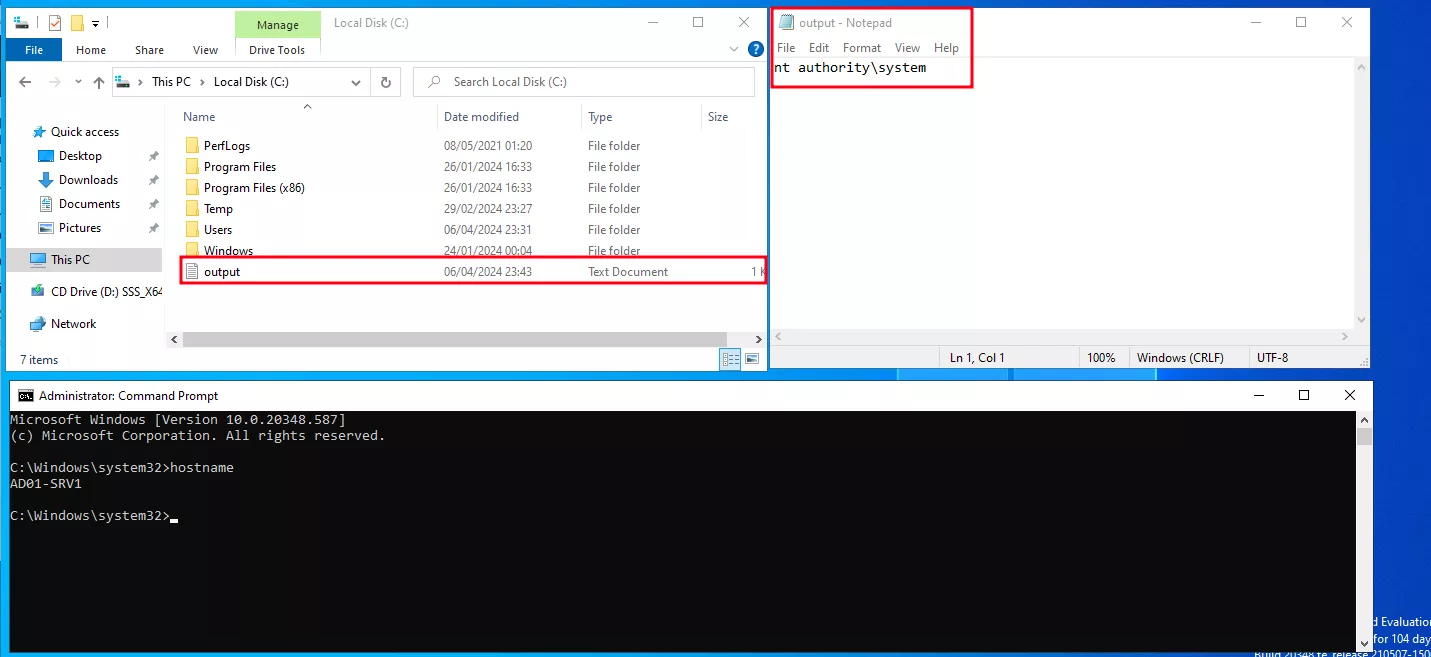 Manage
Local Disk (C:)
File Home Share View Drive Tools
This PC Local Disk (C:)
Search Local Disk (C:)
Name Date modified Type Size
Quick access
Desktop
Downloads
Documents
Pictures
This PC
CD Drive (D:) SSS_X64
Network
PerfLogs 08/05/2021 01:20 File folder
Program Files 26/01/2024 16:33 File folder
Program Files (x86) 26/01/2024 16:33 File folder
Temp 29/02/2024 23:27 File folder
Users 06/04/2024 23:31 File folder
Windows 24/01/2024 00:04 File folder
output 06/04/2024 23:43 Text Document 1 K
7 items
output - Notepad
File Edit Format View Help
nt authority\system
Ln 1, Col 1 100% Windows (CRLF) UTF-8
Administrator: Command Prompt
Microsoft Windows [Version 10.0.20348.587]
(c) Microsoft Corporation. All rights reserved.
C:\Windows\system32>hostname
AD01-SRV1
C:\Windows\system32>
d Evaluation
for 104 day
Build 20348.fe_release.210507-150